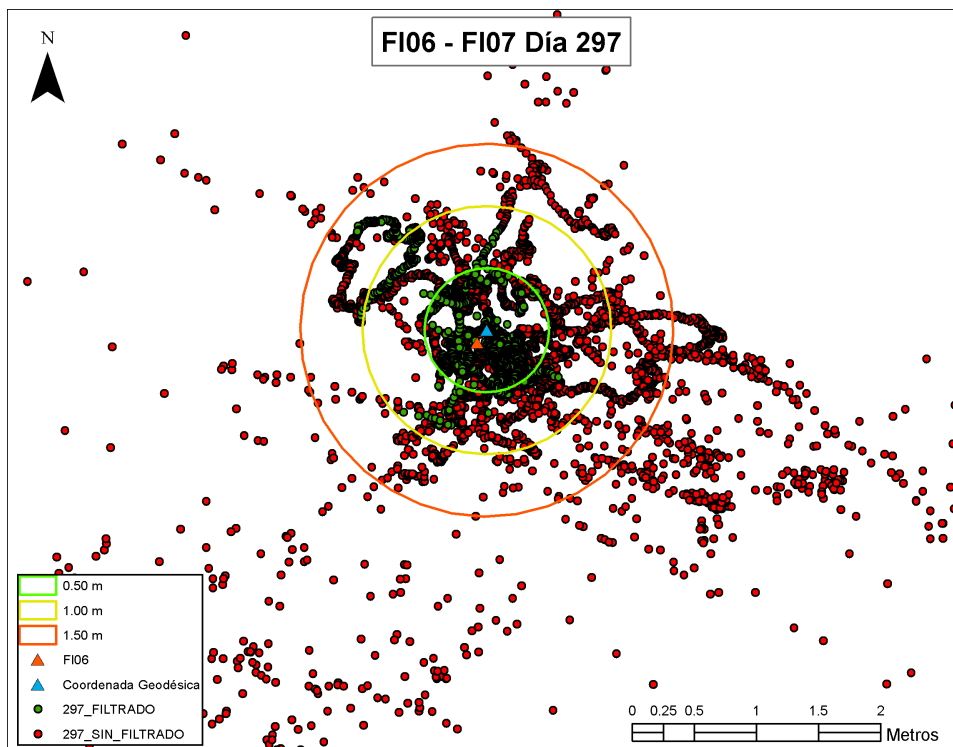 FI06 - FI07 Día 297
N
0.50 m
1.00 m
1.50 m
FI06
Coordenada Geodésica
297_FILTRADO
297_SIN_FILTRADO
0 0.25 0.5 1 1.5 2
Metros